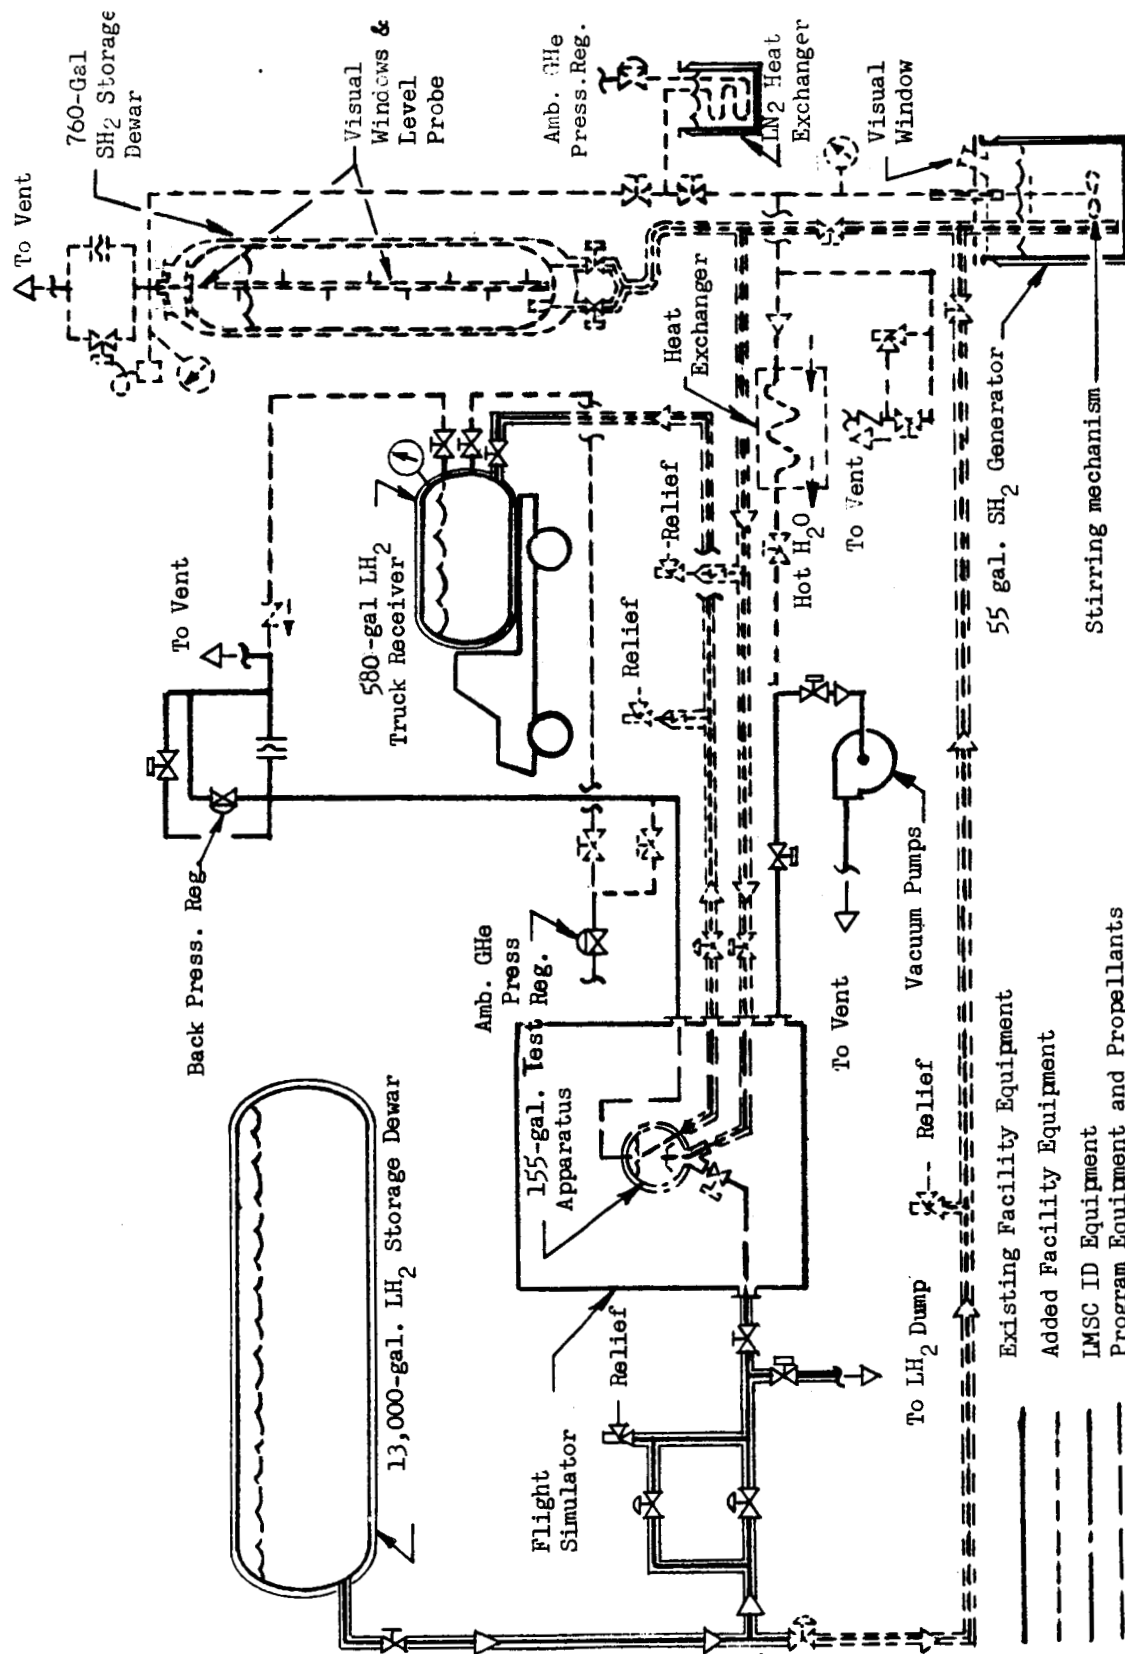 To Vent
760-Gal
SH2 Storage
Dewar
Visual
Windows &
Level
Probe
Amb. GHe
Press.Reg.
LN2 Heat
Exchanger
Visual
Window
Heat
Exchanger
To Vent
Hot H2O
55 gal. SH2 Generator
Stirring mechanism
To Vent
580-gal LH2
Truck Receiver
Relief
Relief
Back Press. Reg.
Amb. GHe
Press
Reg.
Vacuum Pumps
To Vent
13,000-gal. LH2 Storage Dewar
155-gal. Test
Apparatus
Flight
Simulator
Relief
To LH2 Dump
Relief
Existing Facility Equipment
Added Facility Equipment
LMSC ID Equipment
Program Equipment and Propellants